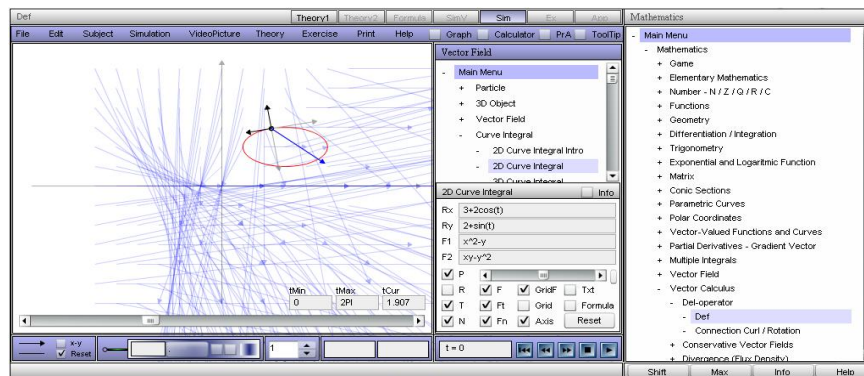 Def
Theory1 Theory2 Formula SimV Sim Ex App
Mathematics
File Edit Subject Simulation VideoPicture Theory Exercise Print Help Graph Calculator PrA ToolTip
Vector Field
- Main Menu
+ Particle
+ 3D Object
+ Vector Field
- Curve Integral
- 2D Curve Integral Intro
- 2D Curve Integral
3D Curve Integral
2D Curve Integral Info
Rx 3+2cos(t)
Ry 2+sin(t)
F1 x^2-y
F2 xy-y^2
P
R F GridF Txt
T Ft Grid Formula
N Fn Axis Reset
tMin tMax tCur
0 2PI 1.907
x-y
Reset
1
t = 0
- Main Menu
- Mathematics
+ Game
+ Elementary Mathematics
+ Number - N / Z / Q / R / C
+ Functions
+ Geometry
+ Differentiation / Integration
+ Trigonometry
+ Exponential and Logaritmic Function
+ Matrix
+ Conic Sections
+ Parametric Curves
+ Polar Coordinates
+ Vector-Valued Functions and Curves
+ Partial Derivatives - Gradient Vector
+ Multiple Integrals
+ Vector Field
- Vector Calculus
- Del-operator
- Def
- Connection Curl / Rotation
+ Conservative Vector Fields
+ Divergence (Flux Density)
Shift Max Info Help